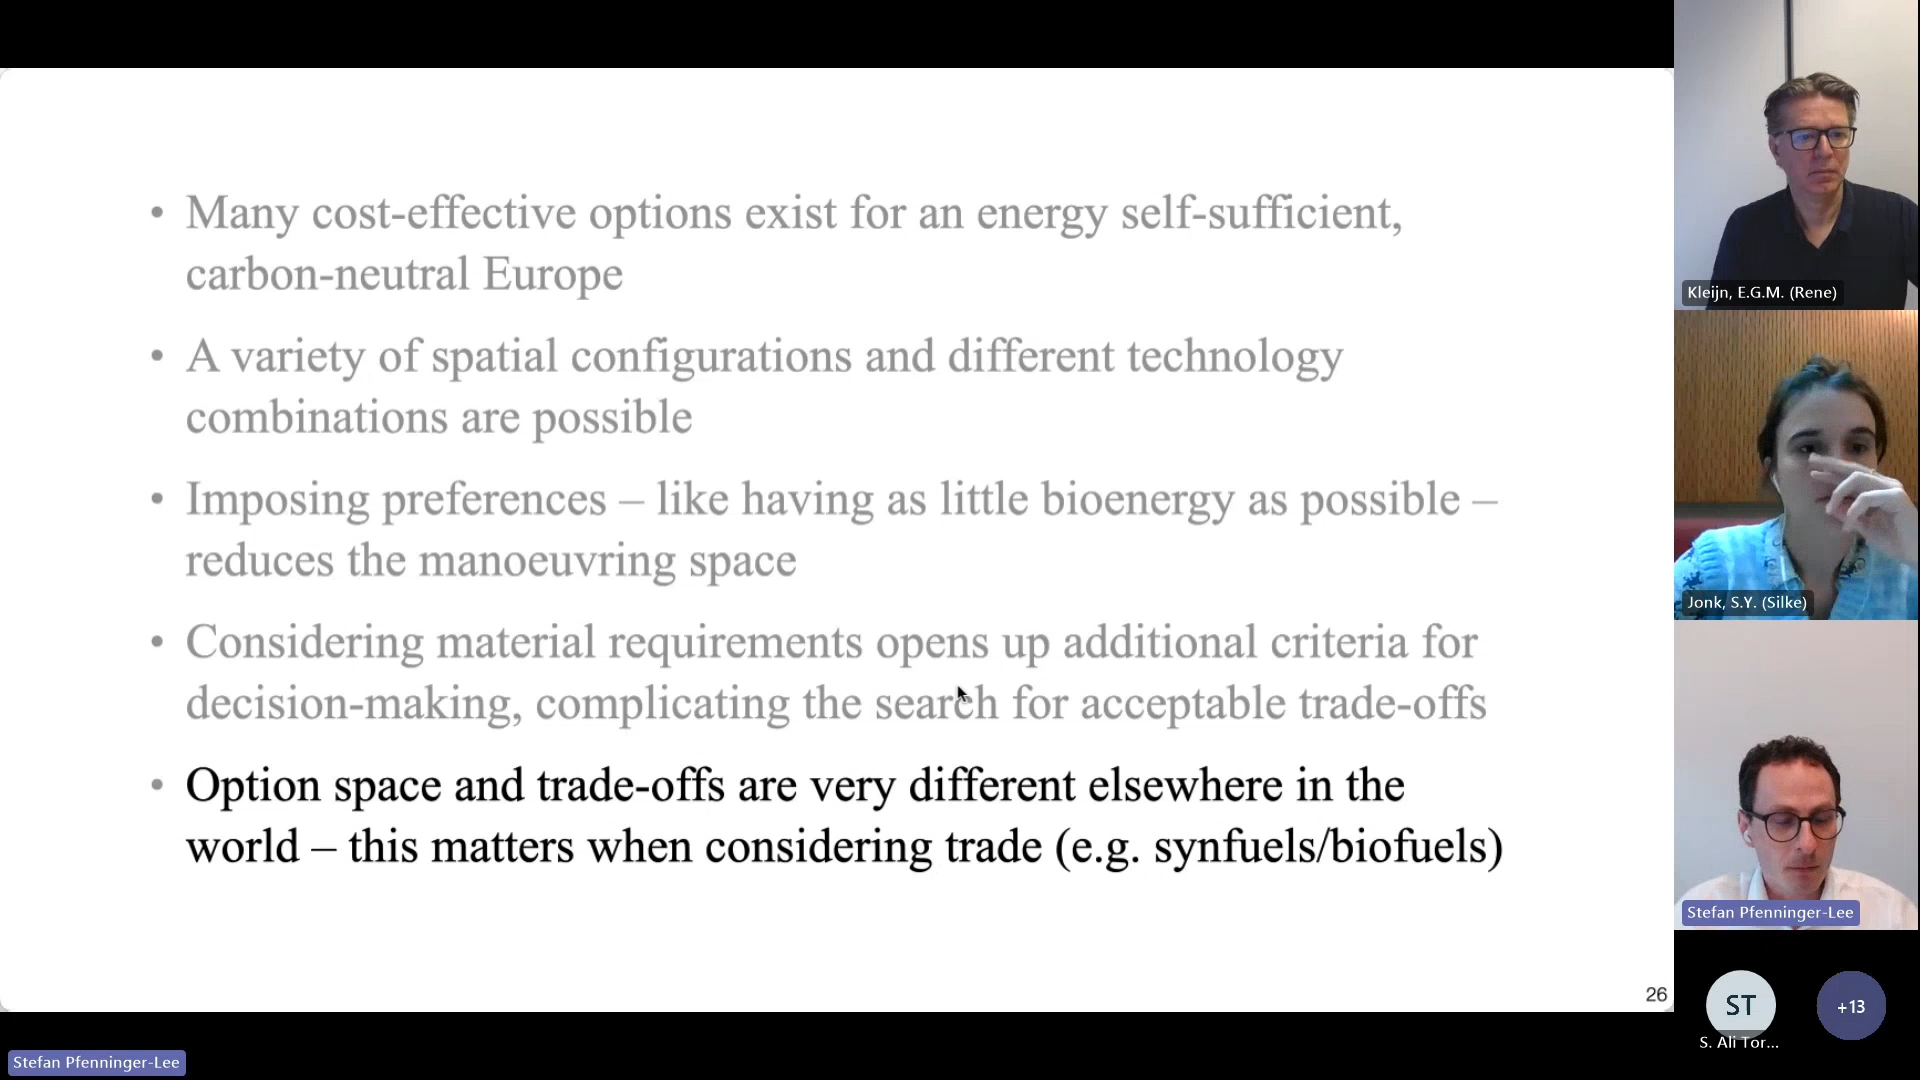 • Many cost-effective options exist for an energy self-sufficient,
carbon-neutral Europe
• A variety of spatial configurations and different technology
combinations are possible
• Imposing preferences – like having as little bioenergy as possible –
reduces the manoeuvring space
• Considering material requirements opens up additional criteria for
decision-making, complicating the search for acceptable trade-offs
• Option space and trade-offs are very different elsewhere in the
world – this matters when considering trade (e.g. synfuels/biofuels)
26
Stefan Pfenninger-Lee
Kleijn, E.G.M. (Rene)
Jonk, S.Y. (Silke)
Stefan Pfenninger-Lee
ST
S. Ali Tor...
+13